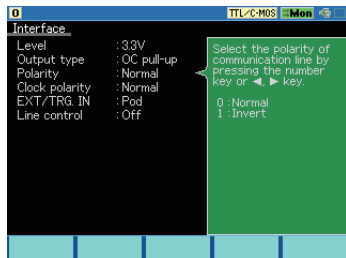 0 TTL/C-MOS Mon
Interface
Level :3.3V
Output type :OC pull-up
Polarity :Normal
Clock polarity :Normal
EXT/TRG. IN :Pod
Line control :Off
Select the polarity of
communication line by
pressing the number
key or ◄, ► key.
0 :Normal
1 :Invert